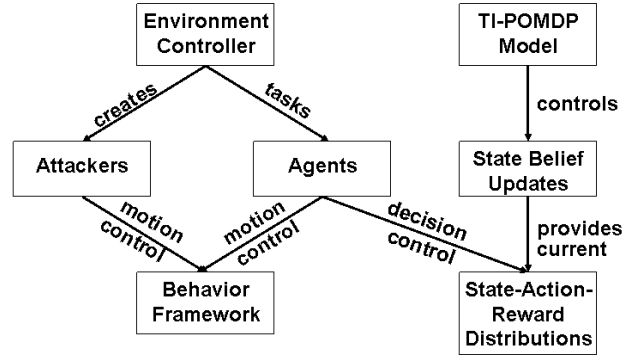 Environment
Controller
TI-POMDP
Model
creates
tasks
controls
Attackers
Agents
State Belief
Updates
motion
control
motion
control
decision
control
provides
current
Behavior
Framework
State-Action-
Reward
Distributions